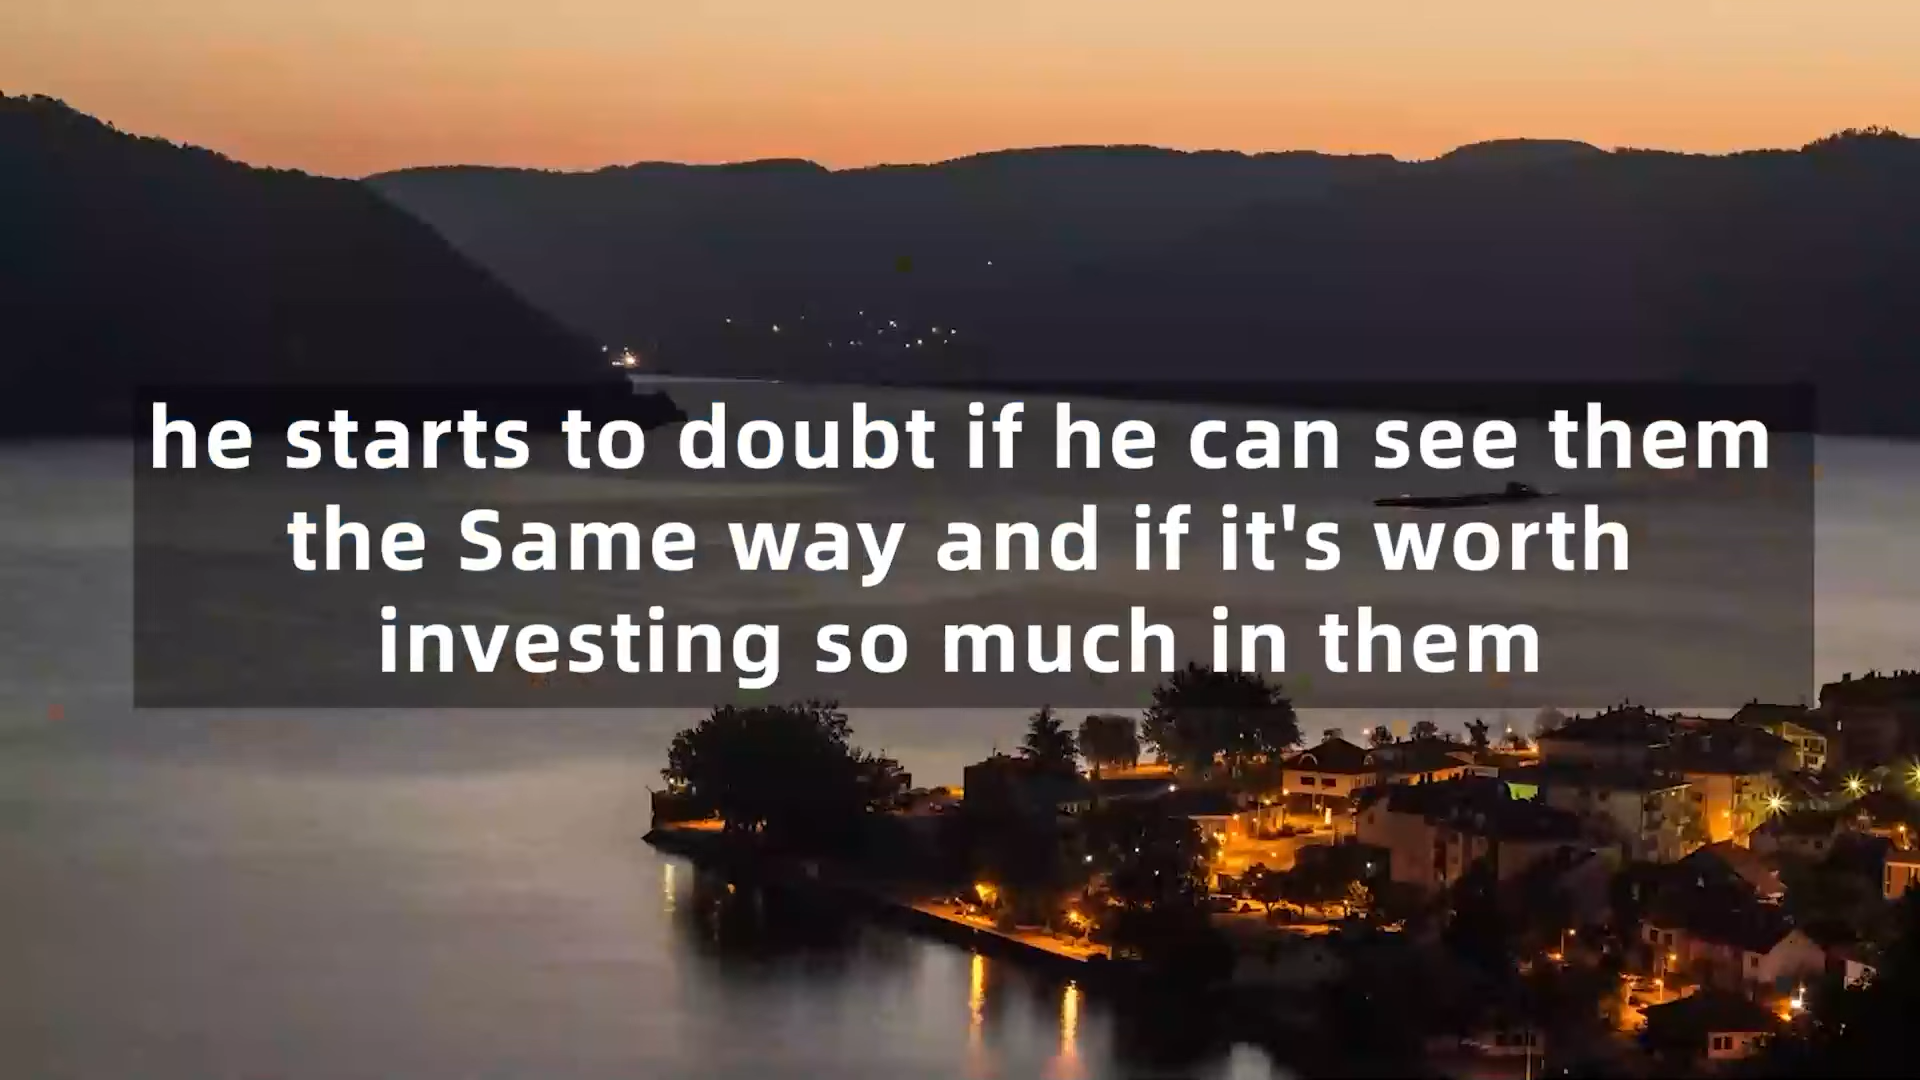 he starts to doubt if he can see them
the Same way and if it's worth
investing so much in them